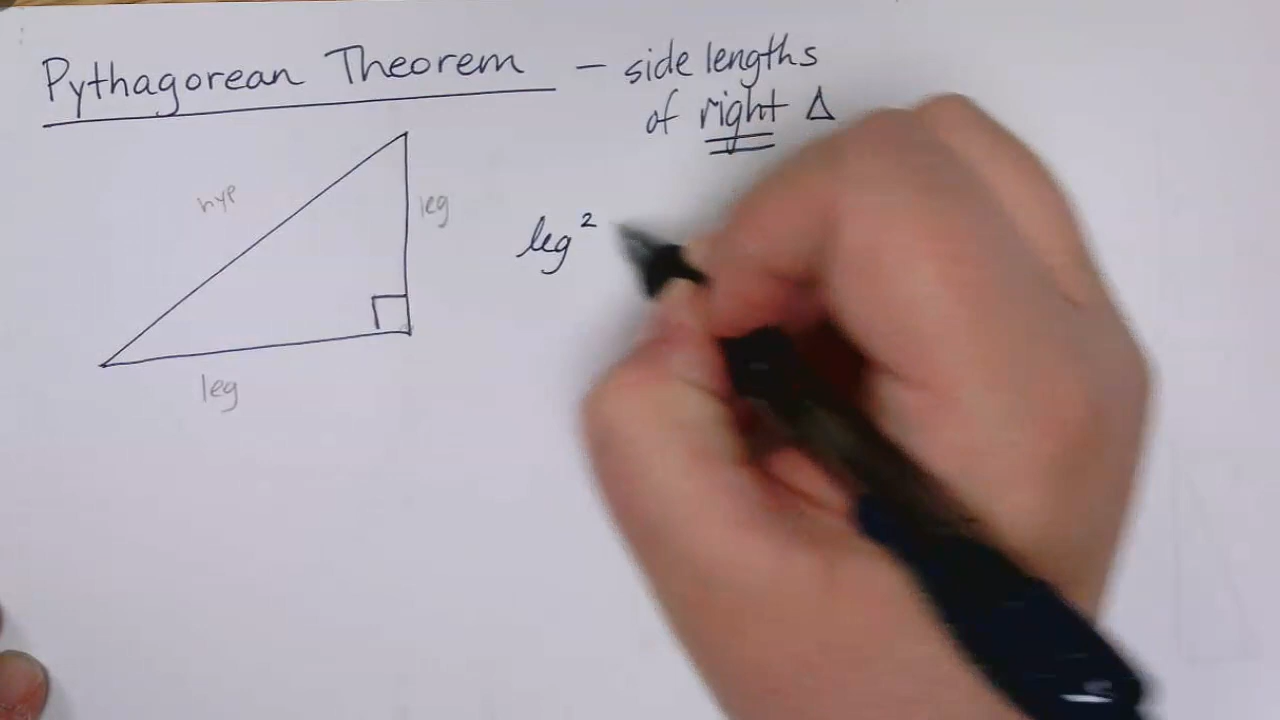 Pythagorean Theorem – side lengths
of right Δ
hyp
leg
leg²
leg